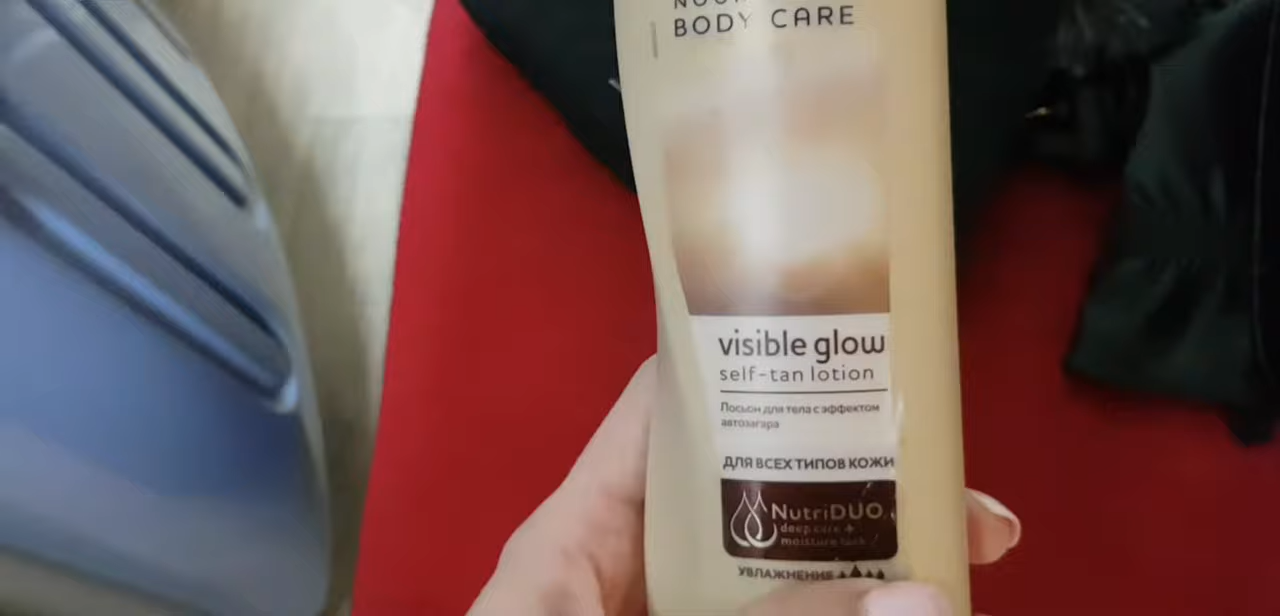 BODY CARE
visible glow
self-tan lotion
Лосьон для тела с эффектом
автозагара
ДЛЯ ВСЕХ ТИПОВ КОЖИ
NutriDUO
deep care +
moisture lock
УВЛАЖНЕНИЕ